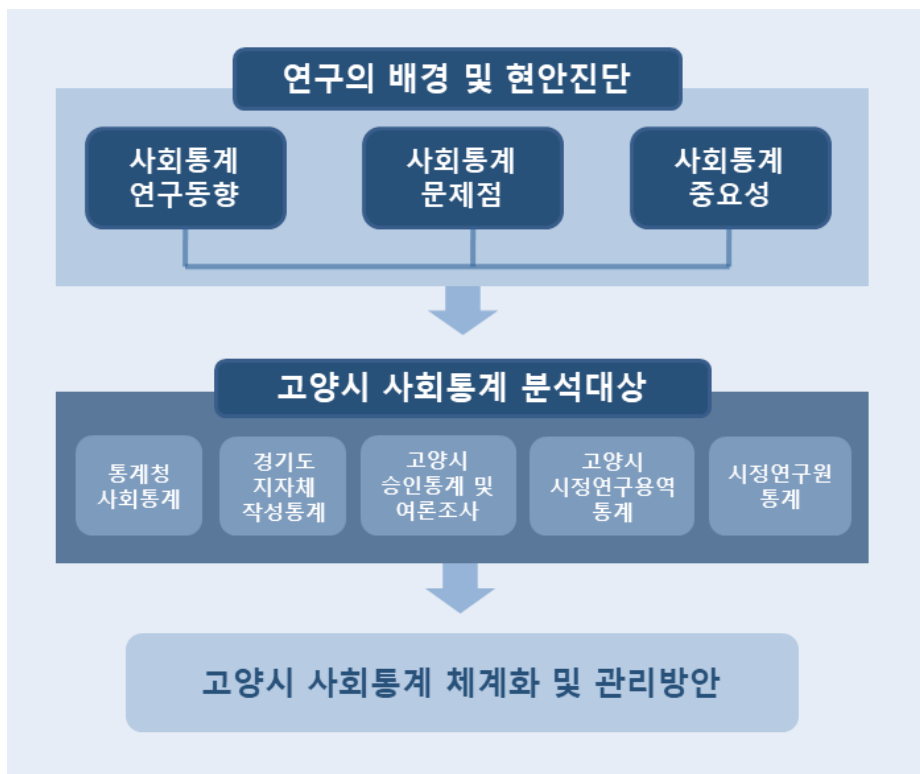 연구의 배경 및 현안진단
사회통계
연구동향
사회통계
문제점
사회통계
중요성
고양시 사회통계 분석대상
통계청
사회통계
경기도
지자체
작성통계
고양시
승인통계 및
여론조사
고양시
시정연구용역
통계
시정연구원
통계
고양시 사회통계 체계화 및 관리방안